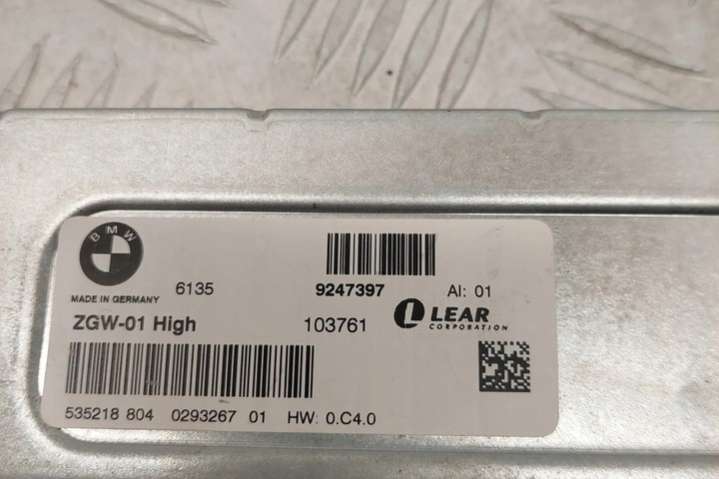 BMW
MADE IN GERMANY
6135 9247397 AI: 01
ZGW-01 High 103761 L LEAR CORPORATION
535218 804 0293267 01 HW: 0.C4.0